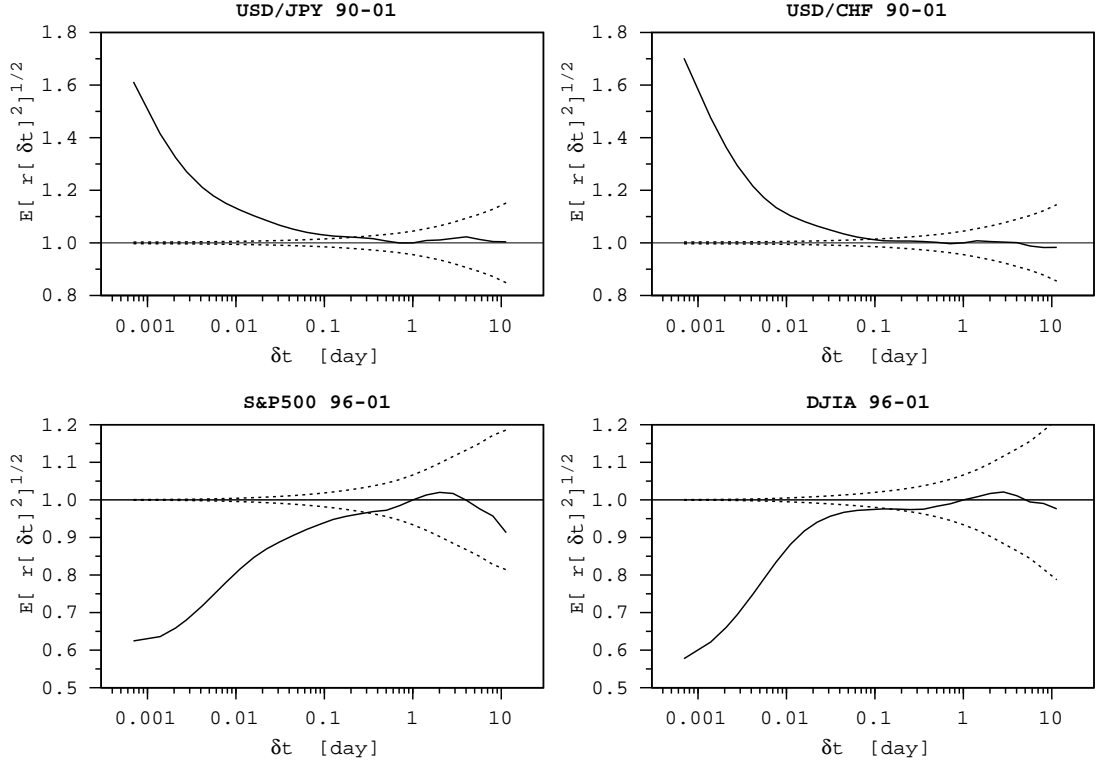 USD/JPY 90-01
E[ r[ δt]²]¹/²
1.8
1.6
1.4
1.2
1.0
0.8
0.001 0.01 0.1 1 10
δt [day]
USD/CHF 90-01
E[ r[ δt]²]¹/²
1.8
1.6
1.4
1.2
1.0
0.8
0.001 0.01 0.1 1 10
δt [day]
S&P500 96-01
E[ r[ δt]²]¹/²
1.2
1.1
1.0
0.9
0.8
0.7
0.6
0.5
0.001 0.01 0.1 1 10
δt [day]
DJIA 96-01
E[ r[ δt]²]¹/²
1.2
1.1
1.0
0.9
0.8
0.7
0.6
0.5
0.001 0.01 0.1 1 10
δt [day]